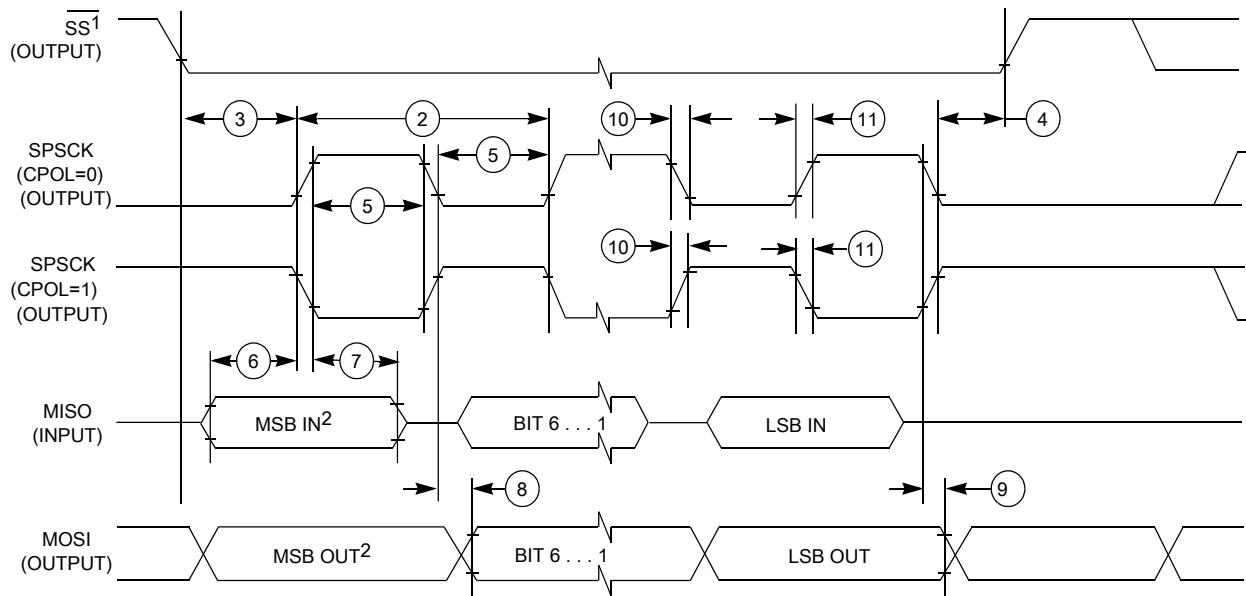 SS¹
(OUTPUT)
3
2
10
11
4
SPSCK
(CPOL=0)
(OUTPUT)
5
5
10
11
SPSCK
(CPOL=1)
(OUTPUT)
6
7
MISO
(INPUT)
MSB IN²
BIT 6 . . . 1
LSB IN
8
9
MOSI
(OUTPUT)
MSB OUT²
BIT 6 . . . 1
LSB OUT